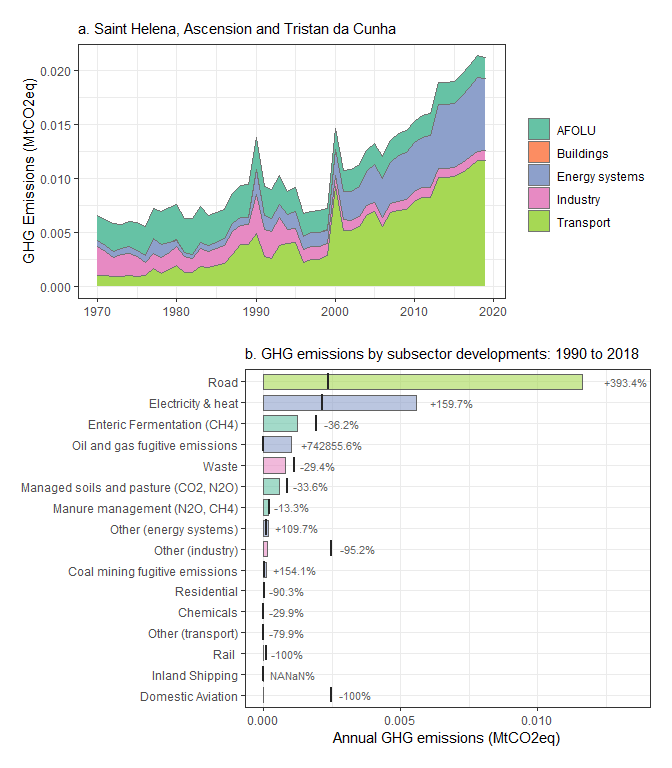 a. Saint Helena, Ascension and Tristan da Cunha
GHG Emissions (MtCO2eq)
0.020
0.015
0.010
0.005
0.000
1970
1980
1990
2000
2010
2020
AFOLU
Buildings
Energy systems
Industry
Transport
b. GHG emissions by subsector developments: 1990 to 2018
Road
+393.4%
Electricity & heat
+159.7%
Enteric Fermentation (CH4)
-36.2%
Oil and gas fugitive emissions
+742855.6%
Waste
-29.4%
Managed soils and pasture (CO2, N2O)
-33.6%
Manure management (N2O, CH4)
-13.3%
Other (energy systems)
+109.7%
Other (industry)
-95.2%
Coal mining fugitive emissions
+154.1%
Residential
-90.3%
Chemicals
-29.9%
Other (transport)
-79.9%
Rail
-100%
Inland Shipping
NANaN%
Domestic Aviation
-100%
0.000
0.005
0.010
Annual GHG emissions (MtCO2eq)